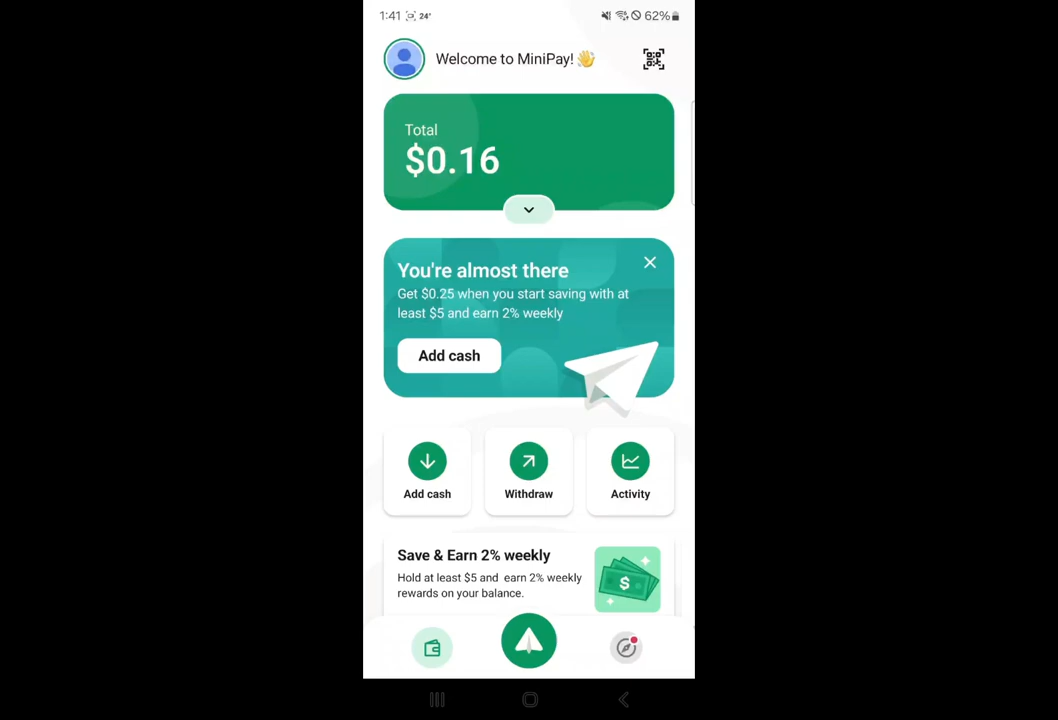 1:41 24° 62%
Welcome to MiniPay! 👋
Total
$0.16
You're almost there
Get $0.25 when you start saving with at
least $5 and earn 2% weekly
Add cash
Add cash Withdraw Activity
Save & Earn 2% weekly
Hold at least $5 and earn 2% weekly
rewards on your balance.
$